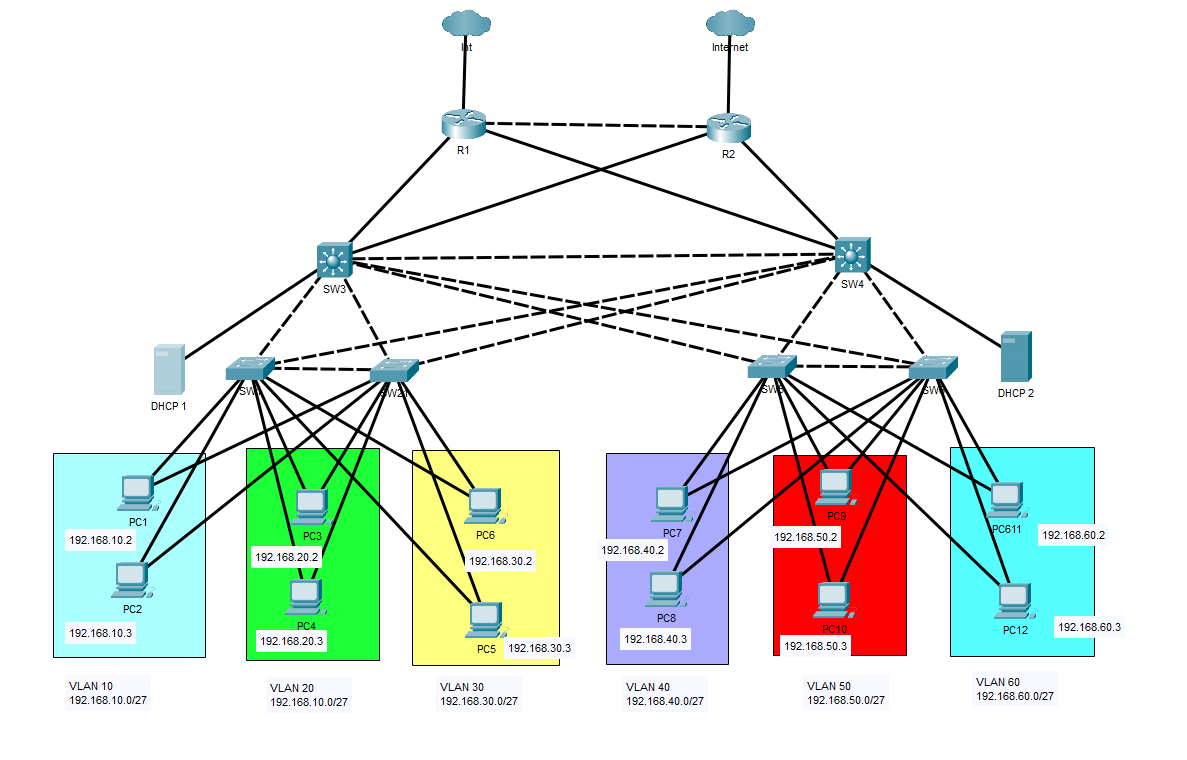 Int
Internet
R1
R2
SW3
SW4
DHCP 1
SW21
DHCP 2
PC1
192.168.10.2
PC2
192.168.10.3
PC3
192.168.20.2
PC4
192.168.20.3
PC6
192.168.30.2
PC5
192.168.30.3
PC7
192.168.40.2
PC8
192.168.40.3
PC9
192.168.50.2
PC10
192.168.50.3
PC611
192.168.60.2
PC12
192.168.60.3
VLAN 10
192.168.10.0/27
VLAN 20
192.168.10.0/27
VLAN 30
192.168.30.0/27
VLAN 40
192.168.40.0/27
VLAN 50
192.168.50.0/27
VLAN 60
192.168.60.0/27